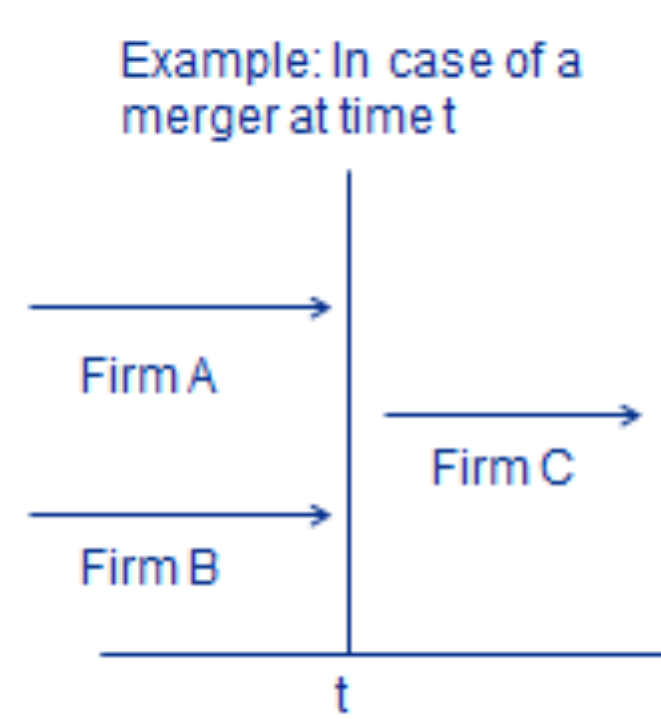 Example: In case of a
merger at time t
Firm A
Firm C
Firm B
t